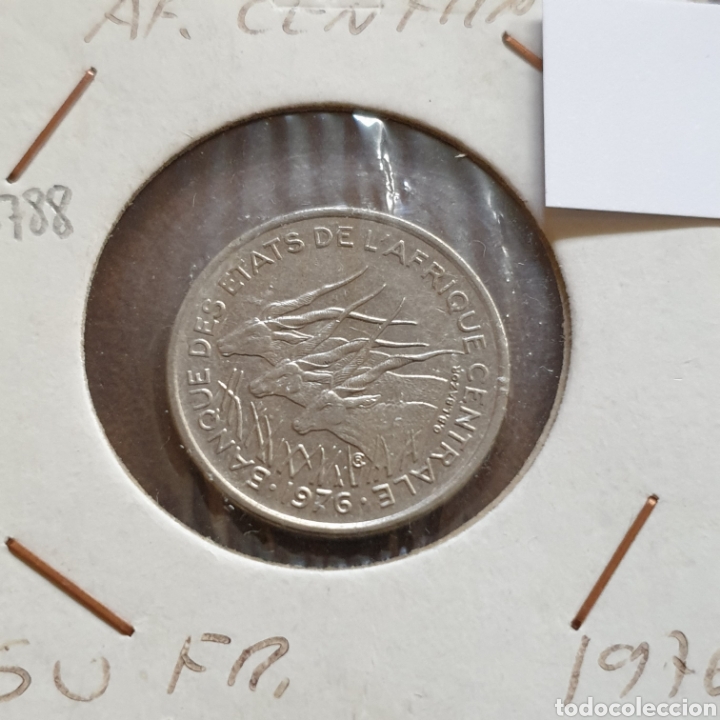 AF. CENTRAL
788
BANQUE DES ETATS DE L'AFRIQUE CENTRALE
· 1976 ·
50 FR.
1976
todocoleccion